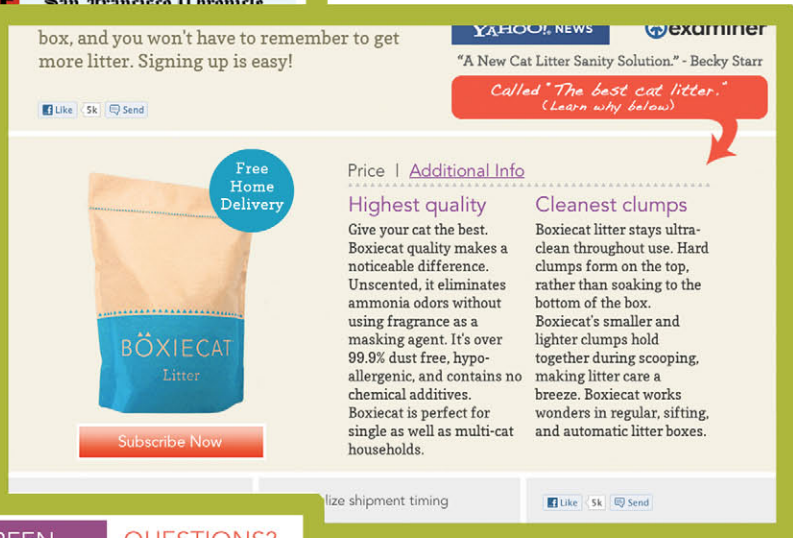 San Francisco Chronicle
box, and you won't have to remember to get
more litter. Signing up is easy!
Like 5k Send
YAHOO! NEWS
examiner
"A New Cat Litter Sanity Solution." - Becky Starr
Called "The best cat litter."
(Learn why below)
Free
Home
Delivery
BÖXIECAT
Litter
Subscribe Now
Price | Additional Info
Highest quality
Give your cat the best.
Boxiecat quality makes a
noticeable difference.
Unscented, it eliminates
ammonia odors without
using fragrance as a
masking agent. It's over
99.9% dust free, hypo-
allergenic, and contains no
chemical additives.
Boxiecat is perfect for
single as well as multi-cat
households.
Cleanest clumps
Boxiecat litter stays ultra-
clean throughout use. Hard
clumps form on the top,
rather than soaking to the
bottom of the box.
Boxiecat's smaller and
lighter clumps hold
together during scooping,
making litter care a
breeze. Boxiecat works
wonders in regular, sifting,
and automatic litter boxes.
lize shipment timing
Like 5k Send
REEN
QUESTIONS?